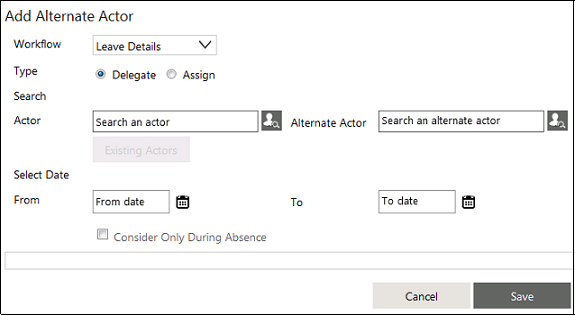 Add Alternate Actor
Workflow Leave Details
Type Delegate Assign
Search
Actor Search an actor Alternate Actor Search an alternate actor
Existing Actors
Select Date
From From date To To date
Consider Only During Absence
Cancel Save